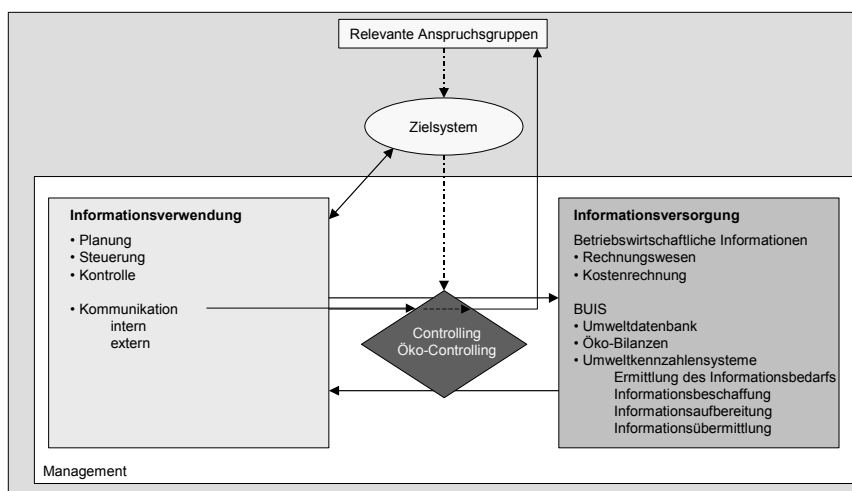 Relevante Anspruchsgruppen
Zielsystem
Informationsverwendung
• Planung
• Steuerung
• Kontrolle
• Kommunikation
intern
extern
Controlling
Öko-Controlling
Informationsversorgung
Betriebswirtschaftliche Informationen
• Rechnungswesen
• Kostenrechnung
BUIS
• Umweltdatenbank
• Öko-Bilanzen
• Umweltkennzahlensysteme
Ermittlung des Informationsbedarfs
Informationsbeschaffung
Informationsaufbereitung
Informationsübermittlung
Management